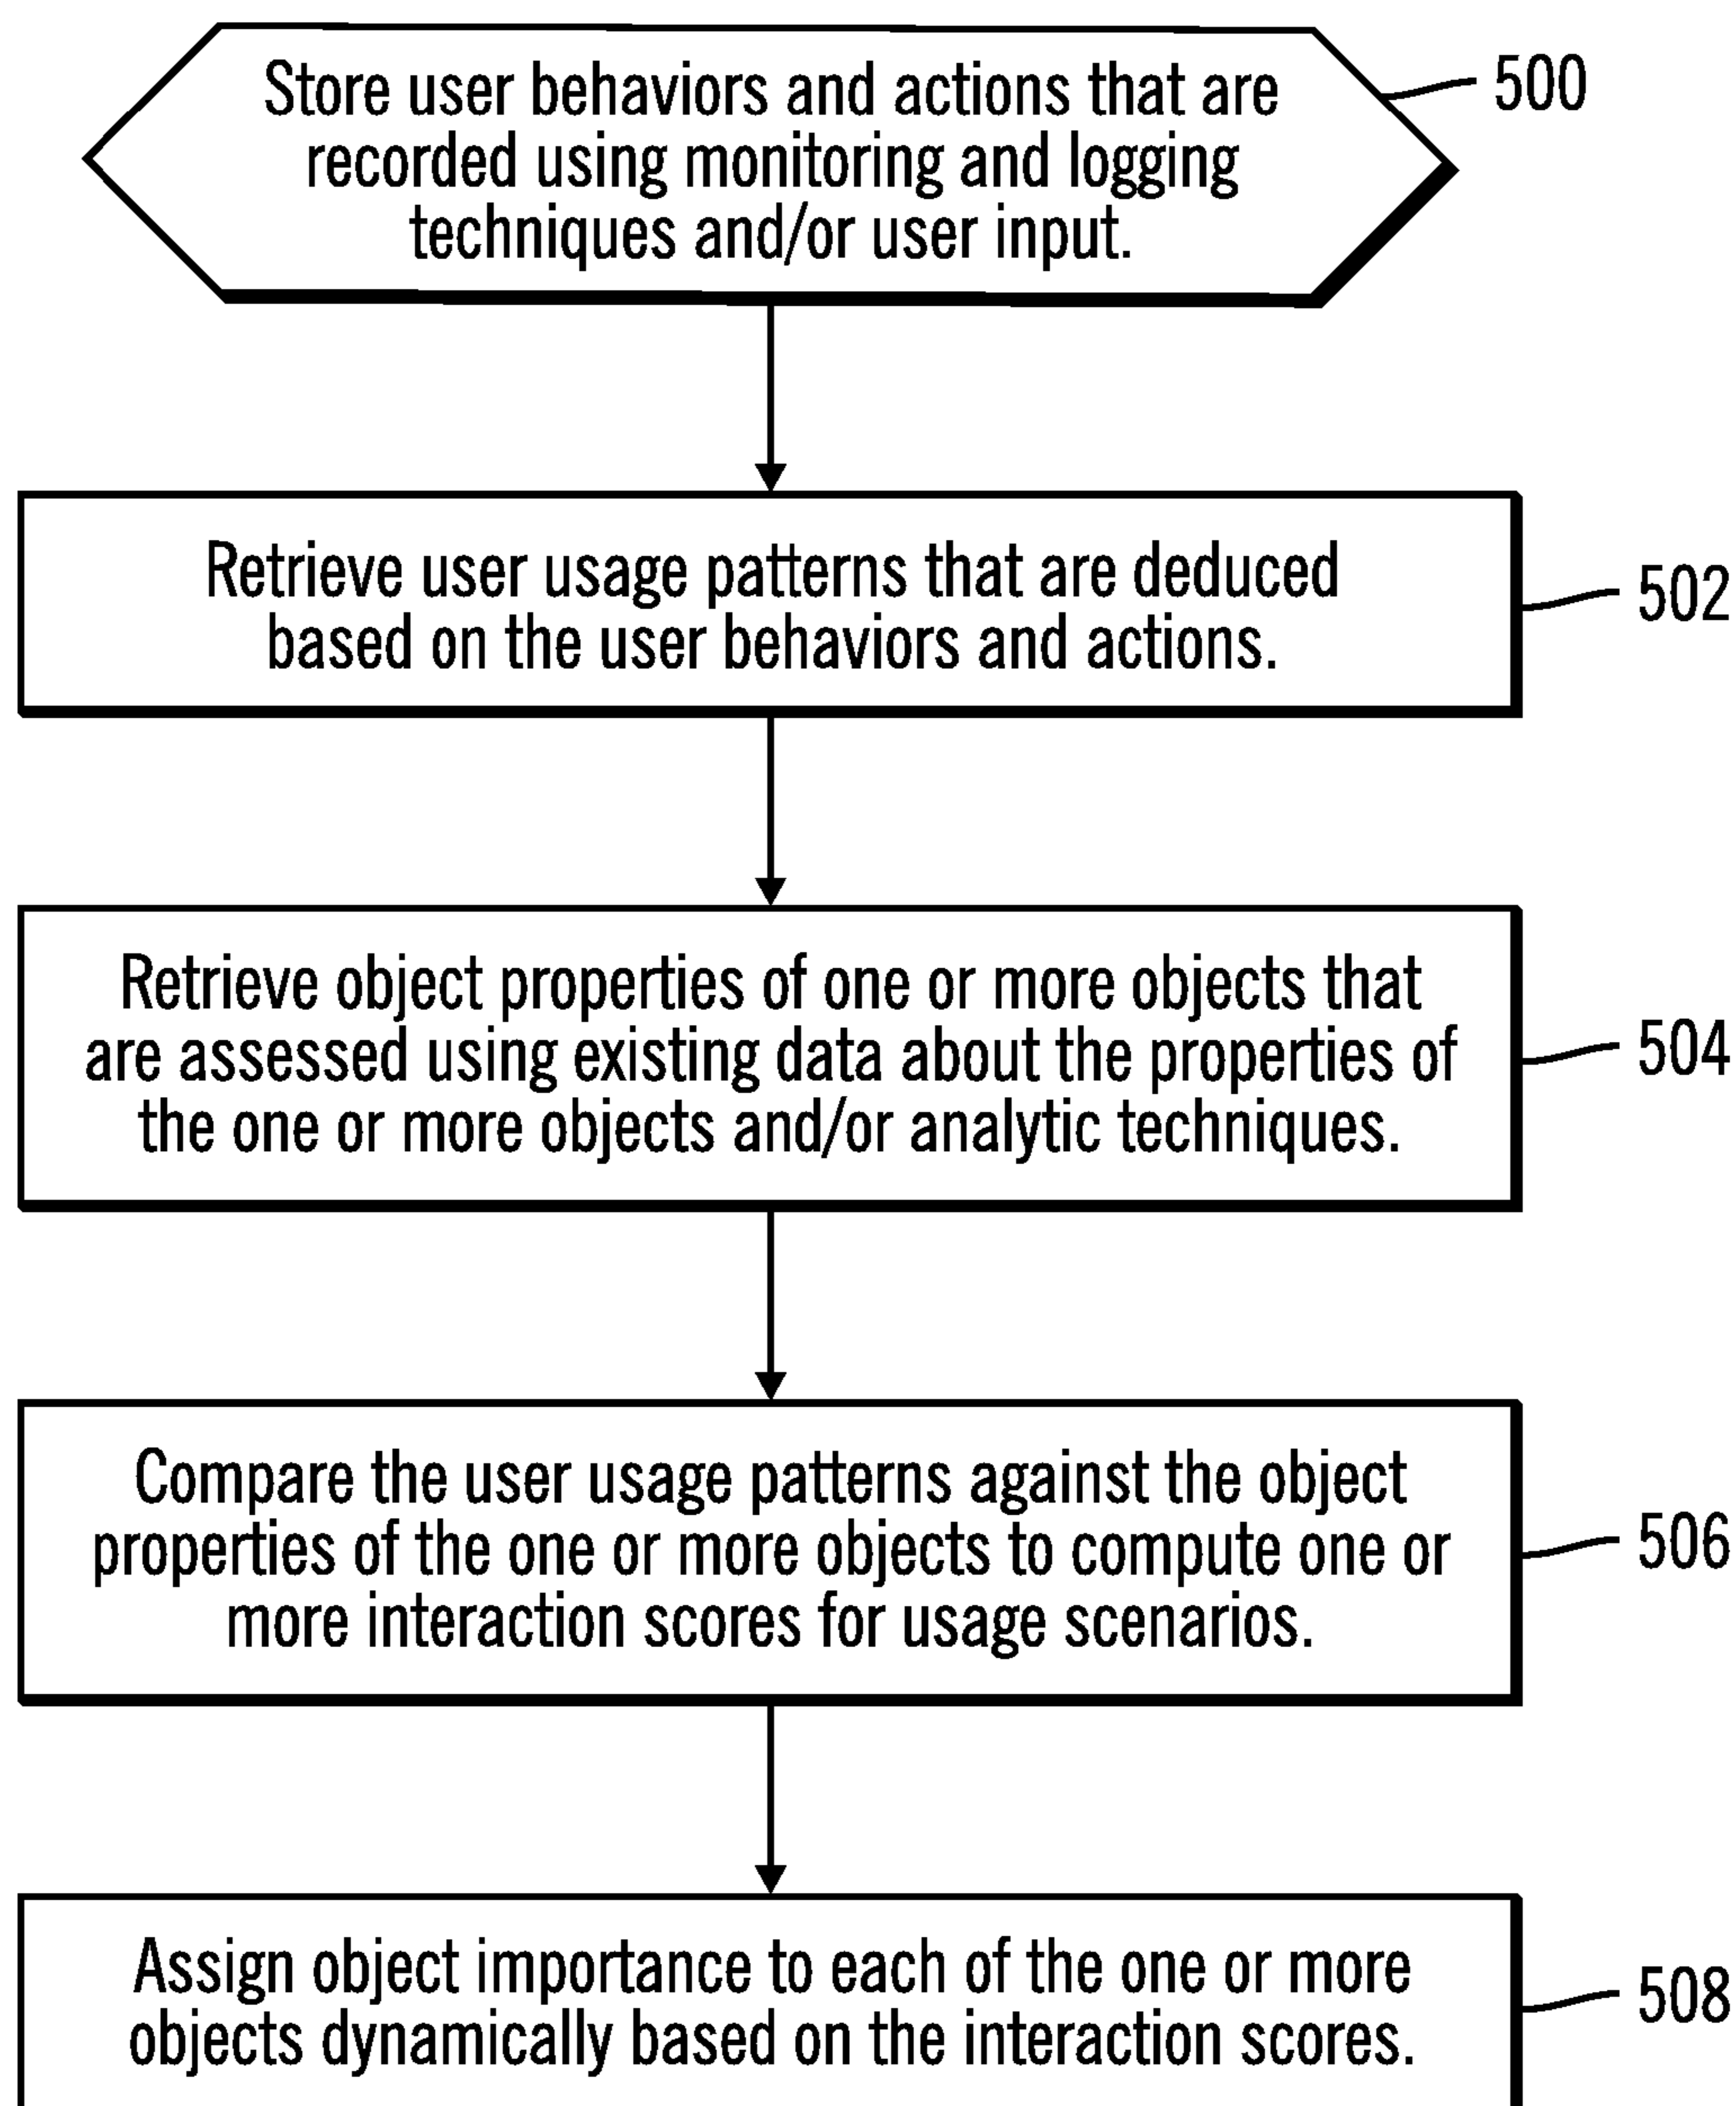 Store user behaviors and actions that are
recorded using monitoring and logging
techniques and/or user input.
500
Retrieve user usage patterns that are deduced
based on the user behaviors and actions.
502
Retrieve object properties of one or more objects that
are assessed using existing data about the properties of
the one or more objects and/or analytic techniques.
504
Compare the user usage patterns against the object
properties of the one or more objects to compute one or
more interaction scores for usage scenarios.
506
Assign object importance to each of the one or more
objects dynamically based on the interaction scores.
508